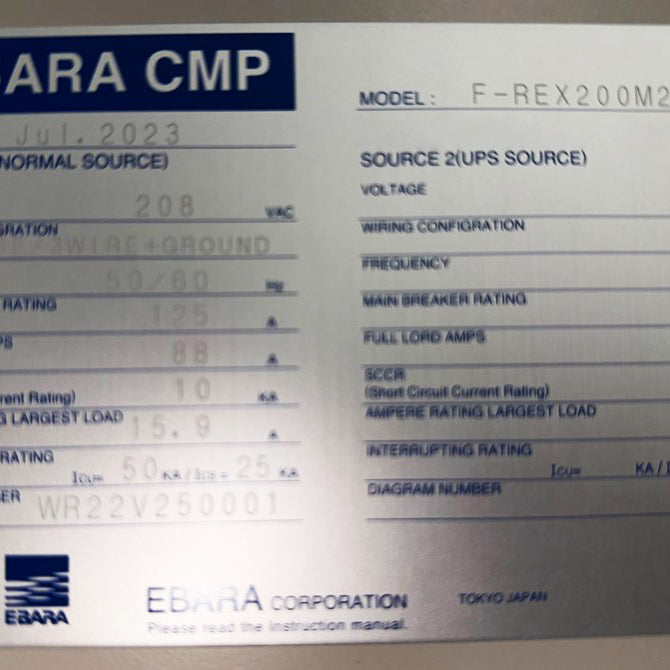 BARA CMP
MODEL: F-REX200M2
Jul. 2023
(NORMAL SOURCE)
SOURCE 2(UPS SOURCE)
VOLTAGE
208 VAC
WIRING CONFIGRATION
GRATION
3WIRE+GROUND
FREQUENCY
50/60 Hz
MAIN BREAKER RATING
RATING
125 A
FULL LORD AMPS
PS
88 A
SCCR
(Short Circuit Current Rating)
rent Rating)
10 KA
AMPERE RATING LARGEST LOAD
G LARGEST LOAD
15.9 A
INTERRUPTING RATING
RATING
Icu= 50 KA/Ics= 25 KA
Icu= KA/I
DIAGRAM NUMBER
ER
WR22V250001
EBARA
EBARA CORPORATION
TOKYO JAPAN
Please read the instruction manual.